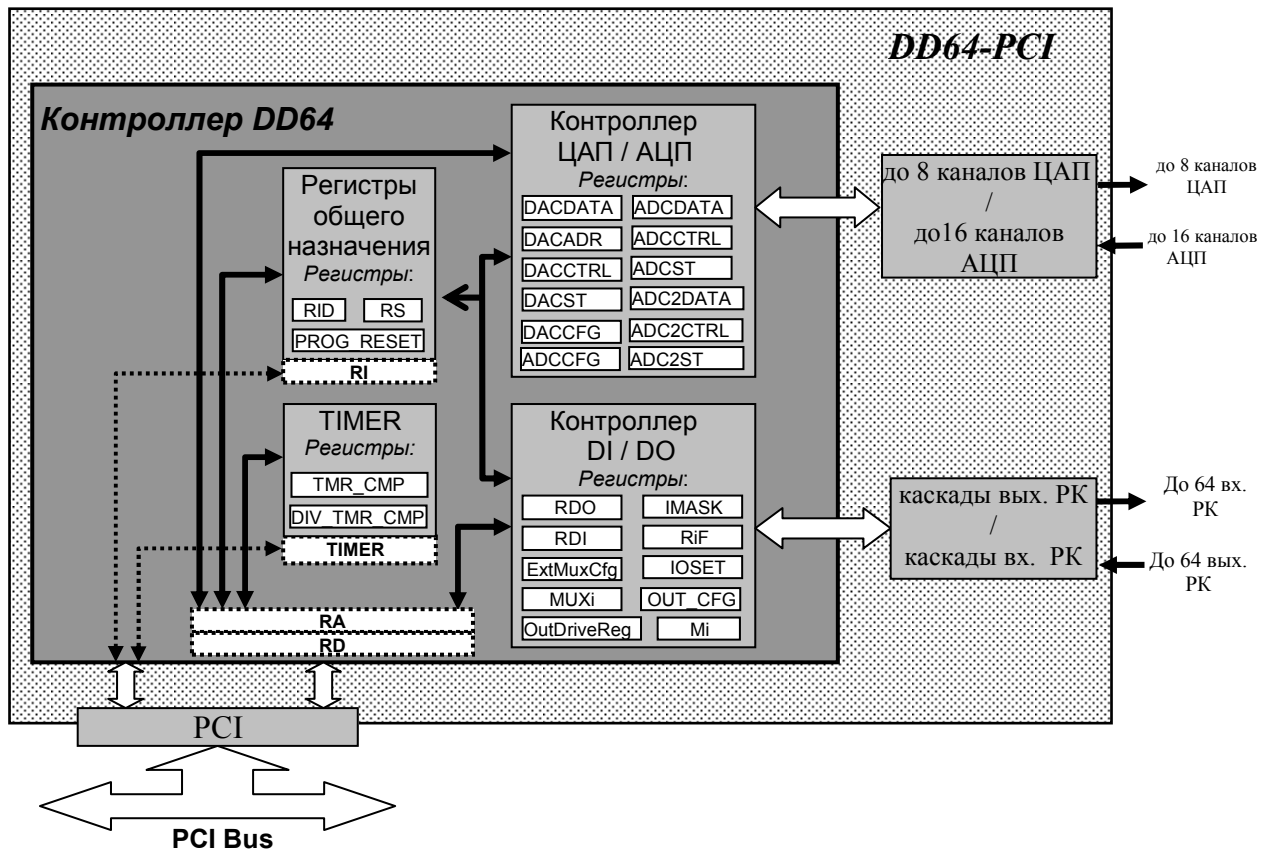 DD64-PCI
Контроллер DD64
Регистры
общего
назначения
Регистры:
RID
RS
PROG_RESET
RI
TIMER
Регистры:
TMR_CMP
DIV_TMR_CMP
TIMER
RA
RD
Контроллер
ЦАП / АЦП
Регистры:
DACDATA
ADCDATA
DACADR
ADCCTRL
DACCTRL
ADCST
DACST
ADC2DATA
DACCFG
ADC2CTRL
ADCCFG
ADC2ST
Контроллер
DI / DO
Регистры:
RDO
IMASK
RDI
RiF
ExtMuxCfg
IOSET
MUXi
OUT_CFG
OutDriveReg
Mi
до 8 каналов ЦАП
/
до16 каналов
АЦП
до 8 каналов
ЦАП
до 16 каналов
АЦП
каскады вых. РК
/
каскады вх. РК
До 64 вх.
РК
До 64 вых.
РК
PCI
PCI Bus